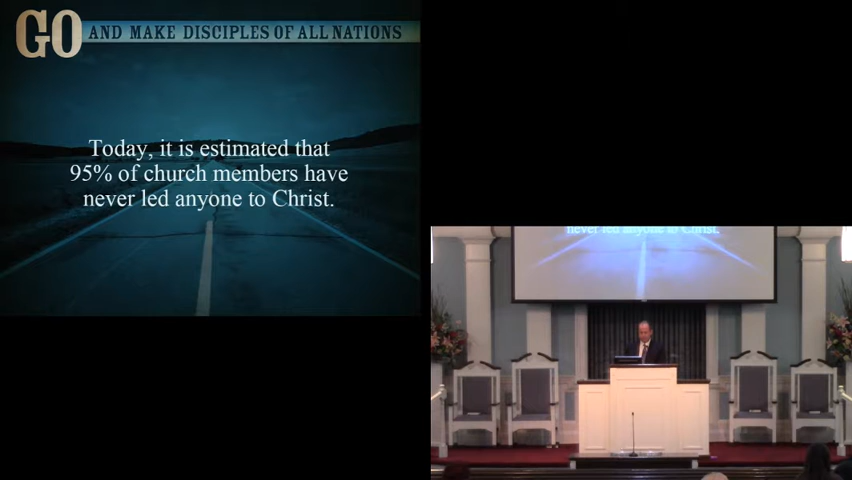 GO AND MAKE DISCIPLES OF ALL NATIONS
Today, it is estimated that
95% of church members have
never led anyone to Christ.
never led anyone to Christ.